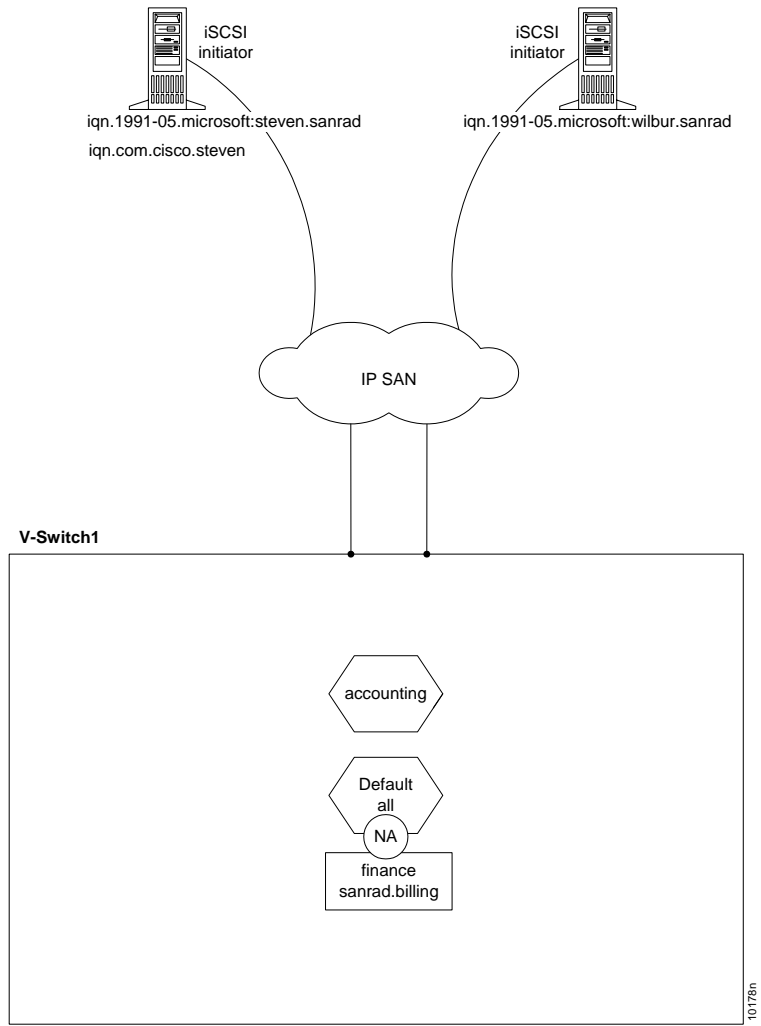 iSCSI
initiator
iSCSI
initiator
iqn.1991-05.microsoft:steven.sanrad
iqn.com.cisco.steven
iqn.1991-05.microsoft:wilbur.sanrad
IP SAN
V-Switch1
accounting
Default
all
NA
finance
sanrad.billing
10178n